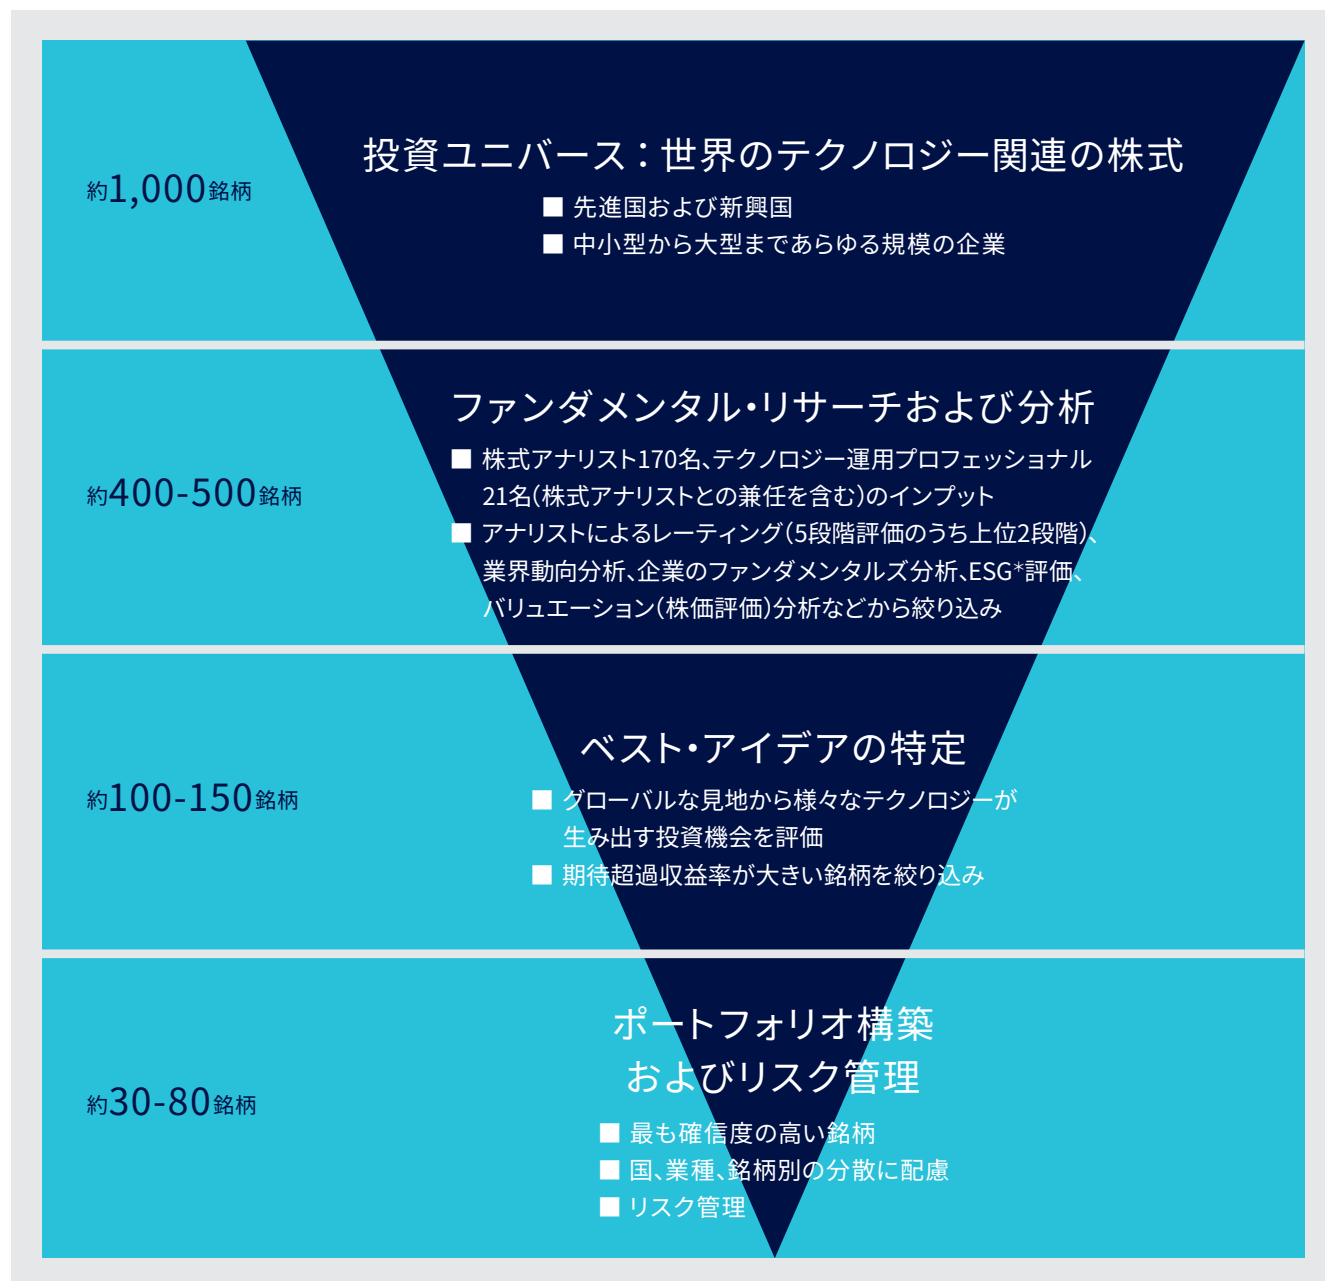 約1,000銘柄
投資ユニバース：世界のテクノロジー関連の株式
■ 先進国および新興国
■ 中小型から大型まであらゆる規模の企業
約400-500銘柄
ファンダメンタル・リサーチおよび分析
■ 株式アナリスト170名、テクノロジー運用プロフェッショナル
21名（株式アナリストとの兼任を含む）のインプット
■ アナリストによるレーティング（5段階評価のうち上位2段階）、
業界動向分析、企業のファンダメンタルズ分析、ESG*評価、
バリュエーション（株価評価）分析などから絞り込み
約100-150銘柄
ベスト・アイデアの特定
■ グローバルな見地から様々なテクノロジーが
生み出す投資機会を評価
■ 期待超過収益率が大きい銘柄を絞り込み
約30-80銘柄
ポートフォリオ構築
およびリスク管理
■ 最も確信度の高い銘柄
■ 国、業種、銘柄別の分散に配慮
■ リスク管理